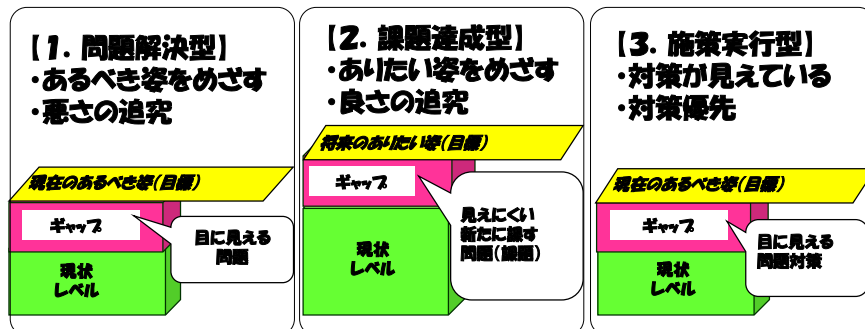 【1. 問題解決型】
・あるべき姿をめざす
・悪さの追究
現在のあるべき姿(目標)
ギャップ
目に見える
問題
現状
レベル
【2. 課題達成型】
・ありたい姿をめざす
・良さの追究
将来のありたい姿(目標)
ギャップ
見えにくい
新たに課す
問題(課題)
現状
レベル
【3. 施策実行型】
・対策が見えている
・対策優先
現在のあるべき姿(目標)
ギャップ
目に見える
問題対策
現状
レベル